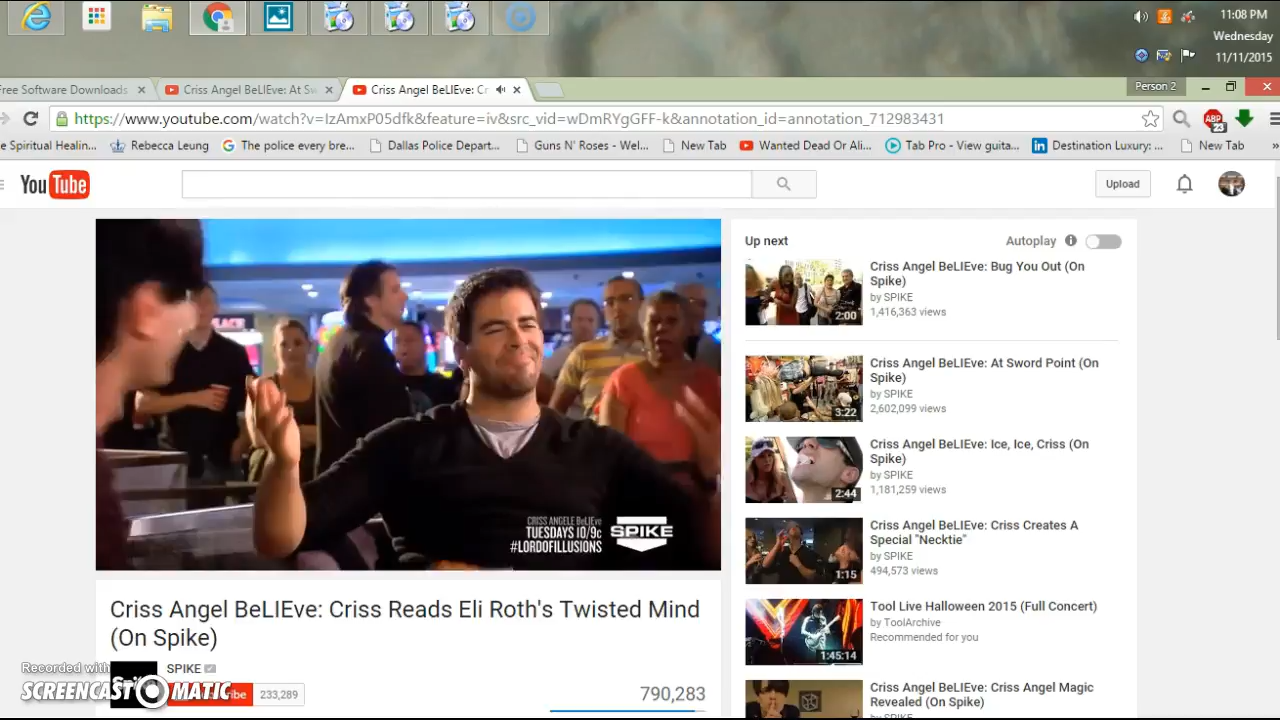 11:08 PM
Wednesday
11/11/2015
Free Software Downloads
Criss Angel BeLIEve: At Sw
Criss Angel BeLIEve: Cr
Person 2
https://www.youtube.com/watch?v=IzAmxP05dfk&feature=iv&src_vid=wDmRYgGFF-k&annotation_id=annotation_712983431
ABP
23
e Spiritual Healin...
Rebecca Leung
The police every bre...
Dallas Police Depart...
Guns N' Roses - Wel...
New Tab
Wanted Dead Or Ali...
Tab Pro - View guita...
Destination Luxury: ...
New Tab
YouTube
Upload
CRISS ANGELE BeLIEve
TUESDAYS 10/9c
#LORDOFILLUSIONS
SPIKE
Criss Angel BeLIEve: Criss Reads Eli Roth's Twisted Mind
(On Spike)
SPIKE
233,289
790,283
Recorded with
SCREENCAST-O-MATIC
Up next
Autoplay
2:00
Criss Angel BeLIEve: Bug You Out (On
Spike)
by SPIKE
1,416,363 views
3:22
Criss Angel BeLIEve: At Sword Point (On
Spike)
2,602,099 views
2:44
Criss Angel BeLIEve: Ice, Ice, Criss (On
Spike)
by SPIKE
1,181,259 views
1:15
Criss Angel BeLIEve: Criss Creates A
Special "Necktie"
by SPIKE
494,573 views
1:45:14
Tool Live Halloween 2015 (Full Concert)
by ToolArchive
Recommended for you
Criss Angel BeLIEve: Criss Angel Magic
Revealed (On Spike)